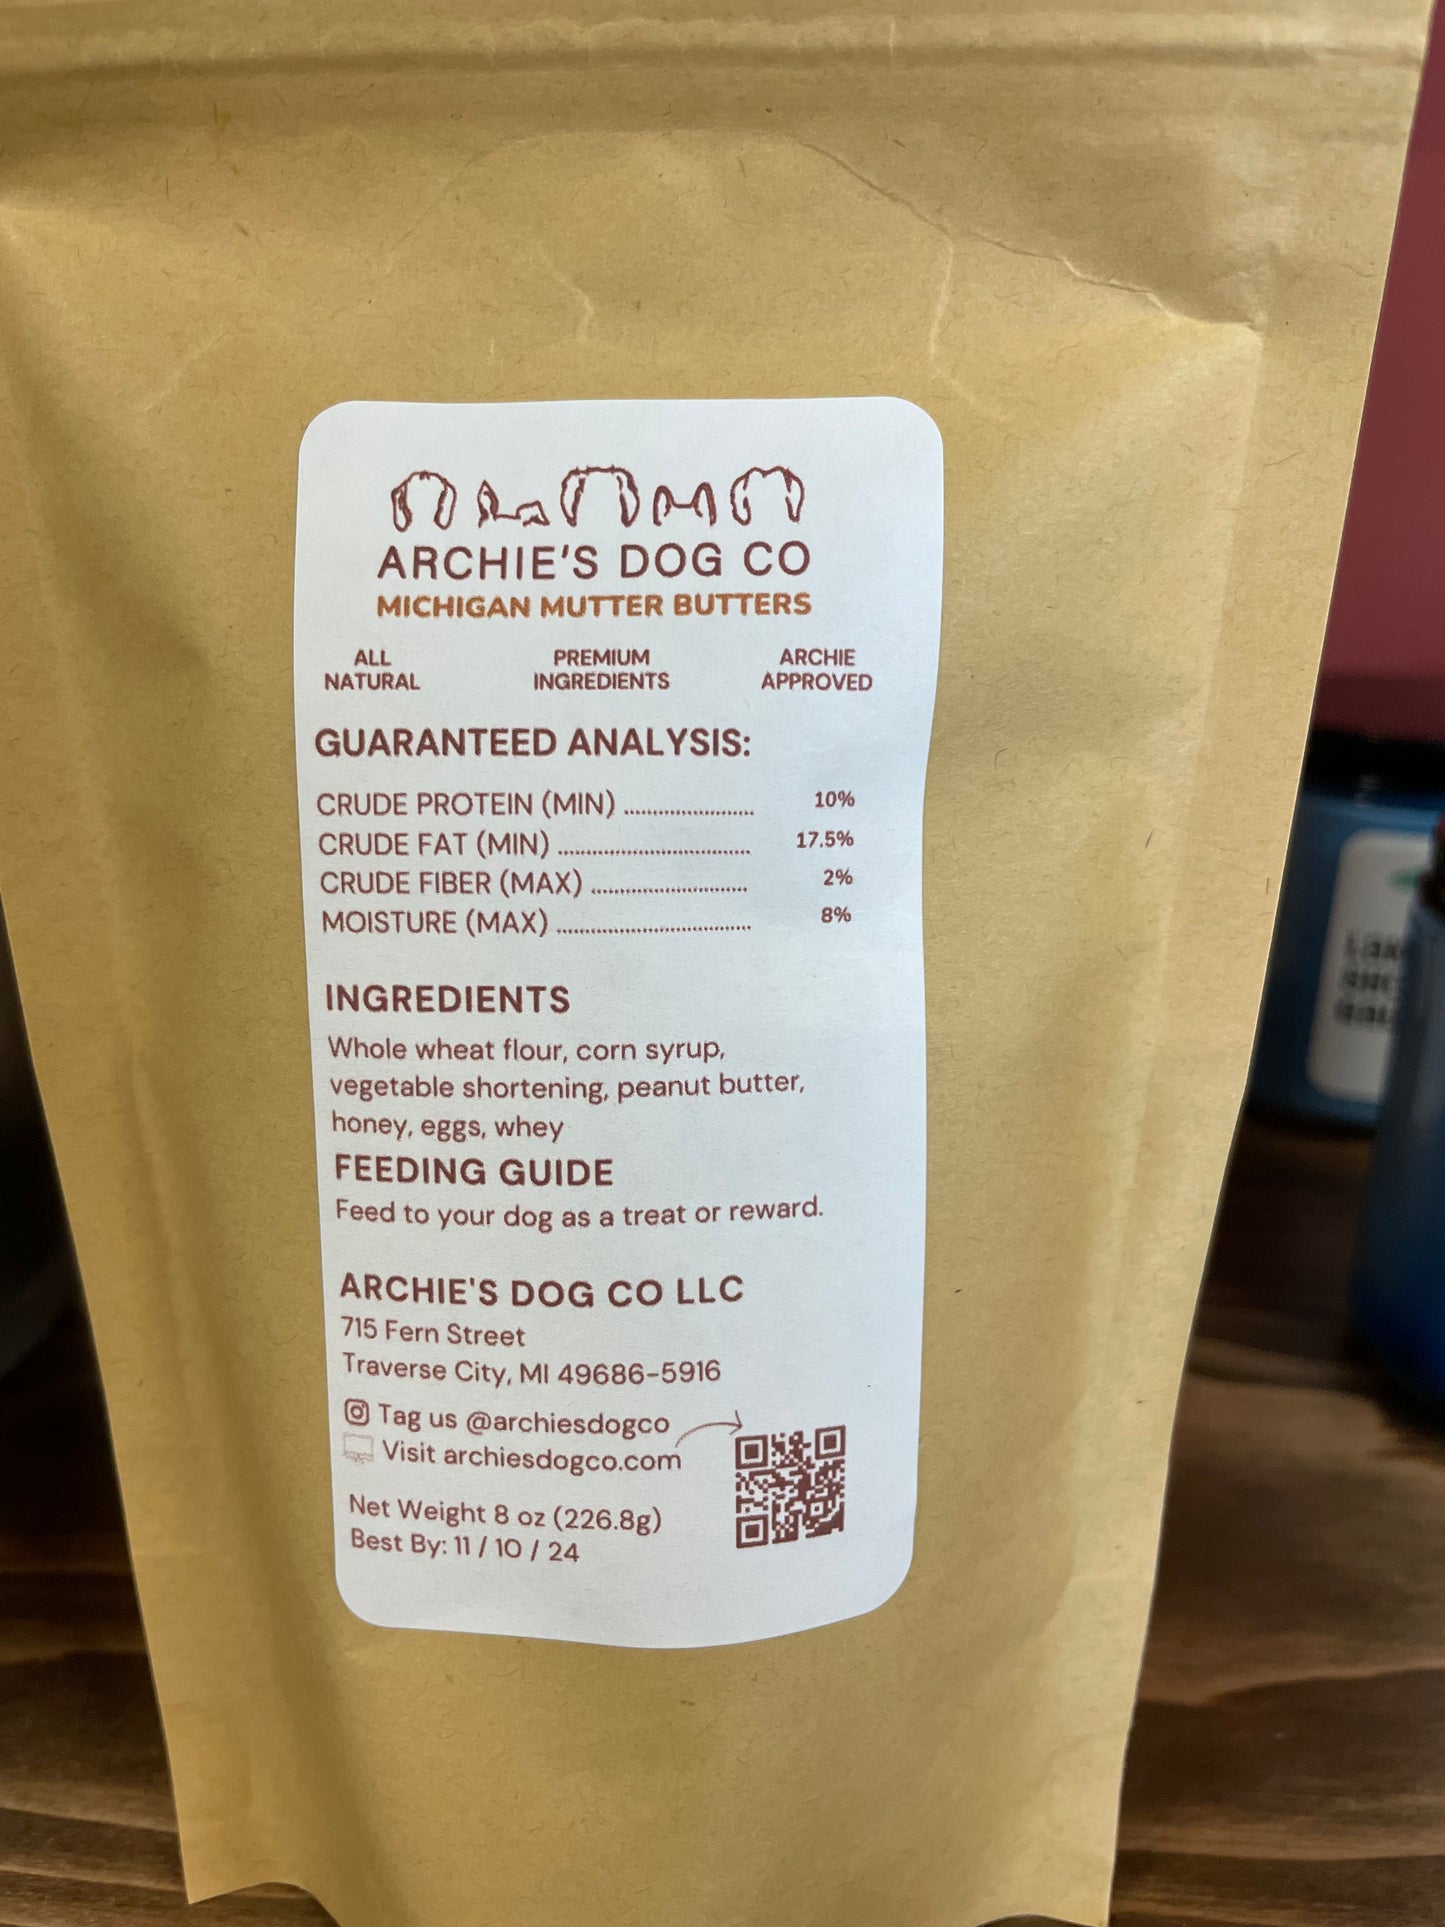 ARCHIE'S DOG CO
MICHIGAN MUTTER BUTTERS
ALL NATURAL
PREMIUM INGREDIENTS
ARCHIE APPROVED
GUARANTEED ANALYSIS:
CRUDE PROTEIN (MIN) ........................ 10%
CRUDE FAT (MIN) ................................... 17.5%
CRUDE FIBER (MAX) ............................. 2%
MOISTURE (MAX) ................................... 8%
INGREDIENTS
Whole wheat flour, corn syrup,
vegetable shortening, peanut butter,
honey, eggs, whey
FEEDING GUIDE
Feed to your dog as a treat or reward.
ARCHIE'S DOG CO LLC
715 Fern Street
Traverse City, MI 49686-5916
Tag us @archiesdogco
Visit archiesdogco.com
Net Weight 8 oz (226.8g)
Best By: 11 / 10 / 24